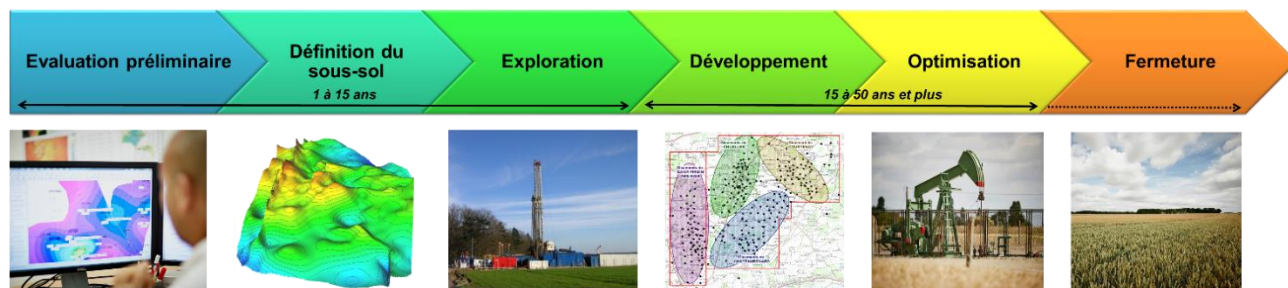 Evaluation préliminaire
Définition du
sous-sol
Exploration
Développement
Optimisation
Fermeture
1 à 15 ans
15 à 50 ans et plus